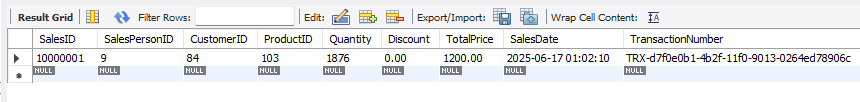 Result Grid Filter Rows: Edit: Export/Import: Wrap Cell Content: IA
SalesID SalesPersonID CustomerID ProductID Quantity Discount TotalPrice SalesDate TransactionNumber
10000001 9 84 103 1876 0.00 1200.00 2025-06-17 01:02:10 TRX-d7f0e0b1-4b2f-11f0-9013-0264ed78906c
NULL NULL NULL NULL NULL NULL NULL NULL NULL